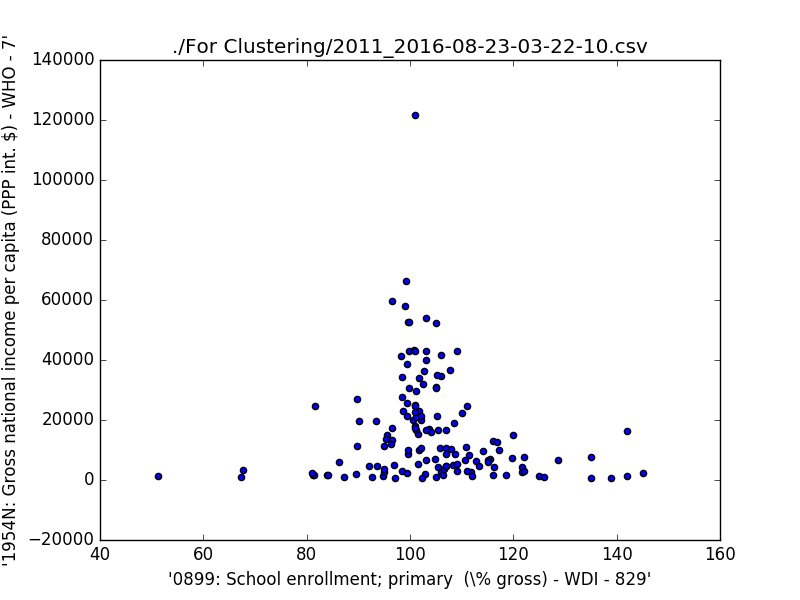 ./For Clustering/2011_2016-08-23-03-22-10.csv
'1954N: Gross national income per capita (PPP int. $) - WHO - 7'
140000
120000
100000
80000
60000
40000
20000
0
−20000
40 60 80 100 120 140 160
'0899: School enrollment; primary (\% gross) - WDI - 829'